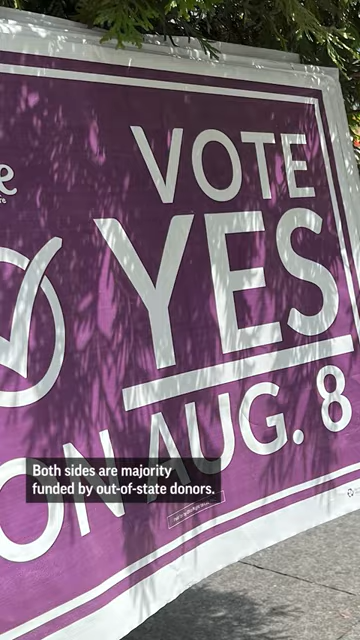 VOTE
YES
ON AUG. 8
Both sides are majority
funded by out-of-state donors.